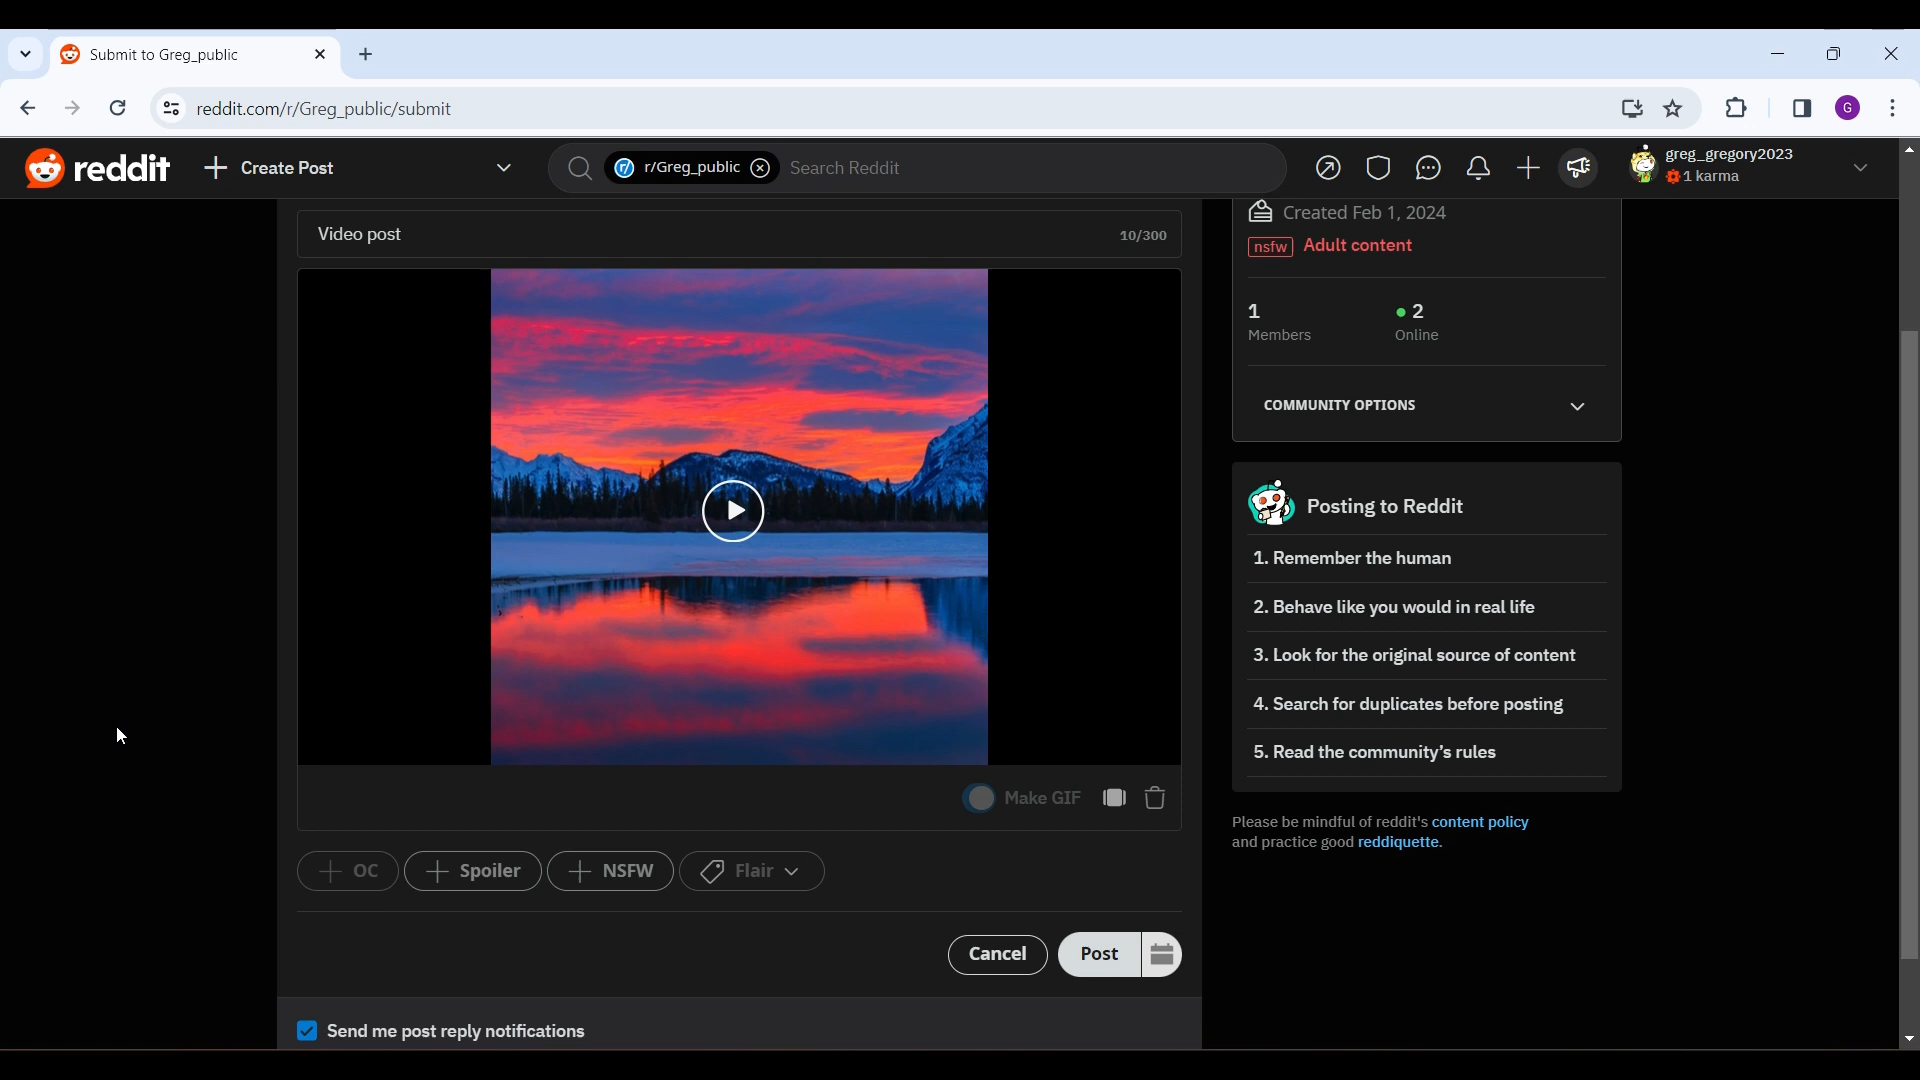 Submit to Greg_public
reddit.com/r/Greg_public/submit
G
reddit
Create Post
r/ r/Greg_public
Search Reddit
greg_gregory2023
1 karma
Video post
10/300
Created Feb 1, 2024
nsfw Adult content
1
2
Members
Online
COMMUNITY OPTIONS
Posting to Reddit
1. Remember the human
2. Behave like you would in real life
3. Look for the original source of content
4. Search for duplicates before posting
5. Read the community's rules
Please be mindful of reddit's content policy
and practice good reddiquette.
Make GIF
OC
Spoiler
NSFW
Flair
Cancel
Post
Send me post reply notifications